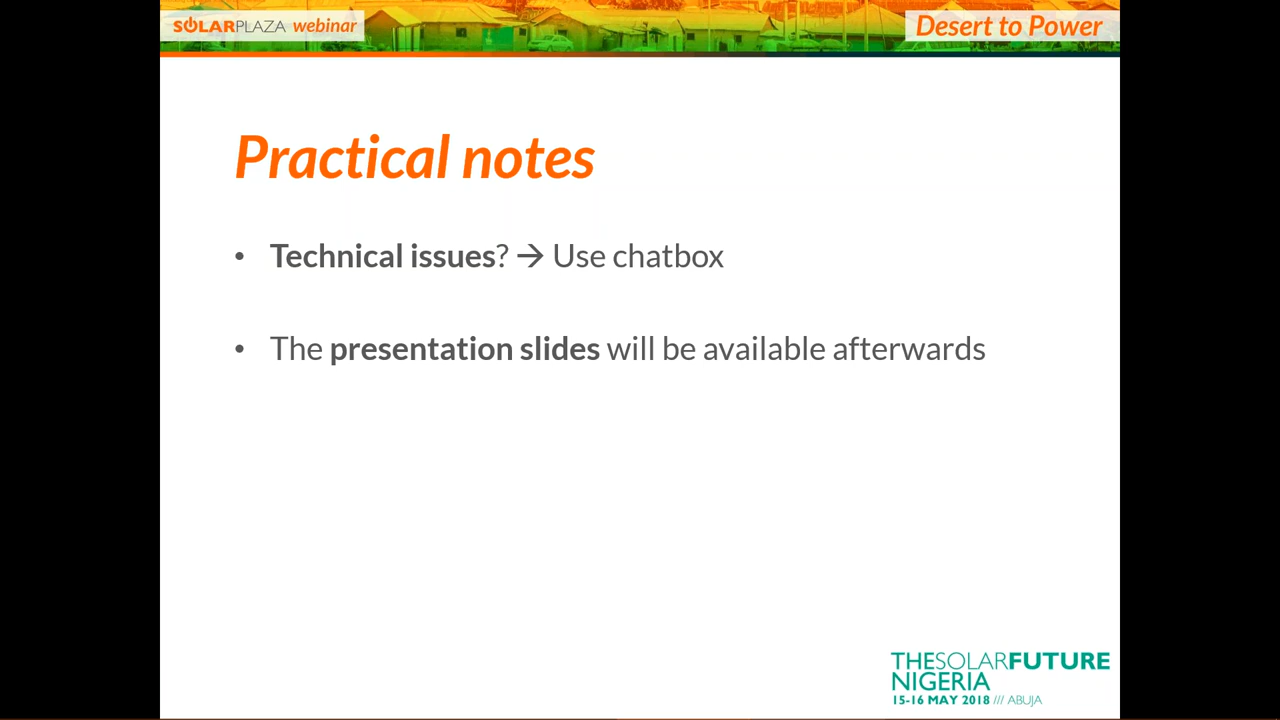 SOLARPLAZA webinar
Desert to Power
Practical notes
• Technical issues? → Use chatbox
• The presentation slides will be available afterwards
THESOLARFUTURE
NIGERIA
15-16 MAY 2018 /// ABUJA